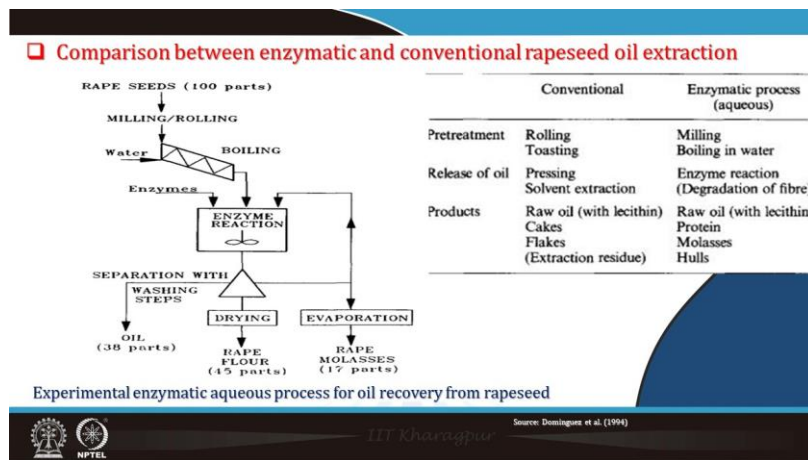 ❑ Comparison between enzymatic and conventional rapeseed oil extraction
RAPE SEEDS (100 parts)
MILLING/ROLLING
Water
BOILING
Enzymes
ENZYME
REACTION
SEPARATION WITH
WASHING
STEPS
DRYING
EVAPORATION
OIL
(38 parts)
RAPE
FLOUR
(45 parts)
RAPE
MOLASSES
(17 parts)
Conventional Enzymatic process
(aqueous)
Pretreatment Rolling Milling
Toasting Boiling in water
Release of oil Pressing Enzyme reaction
Solvent extraction (Degradation of fibre)
Products Raw oil (with lecithin) Raw oil (with lecithin
Cakes Protein
Flakes Molasses
(Extraction residue) Hulls
Experimental enzymatic aqueous process for oil recovery from rapeseed
Source: Dominguez et al. (1994)
IIT Kharagpur
NPTEL